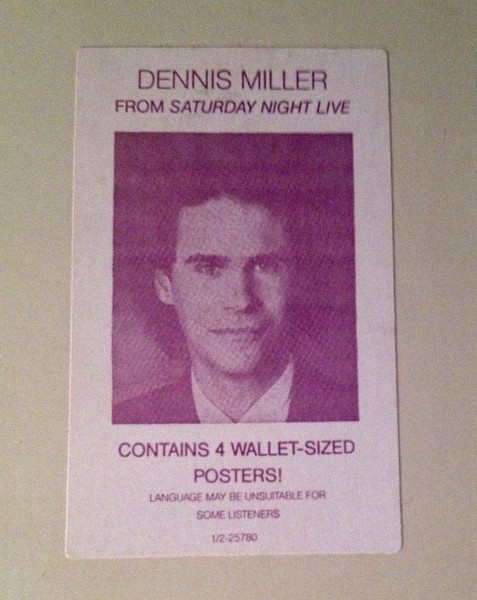 DENNIS MILLER
FROM SATURDAY NIGHT LIVE
CONTAINS 4 WALLET-SIZED
POSTERS!
LANGUAGE MAY BE UNSUITABLE FOR
SOME LISTENERS
1/2-25780